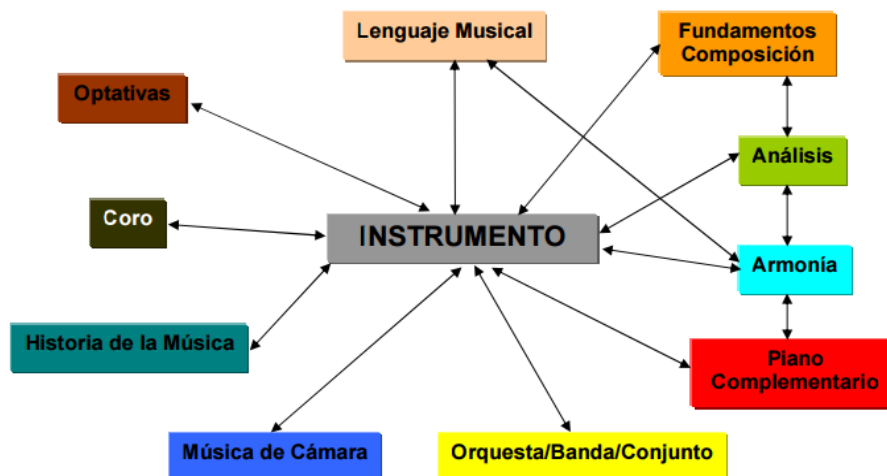 Lenguaje Musical
Fundamentos
Composición
Optativas
Análisis
Coro
INSTRUMENTO
Armonía
Historia de la Música
Piano
Complementario
Música de Cámara
Orquesta/Banda/Conjunto